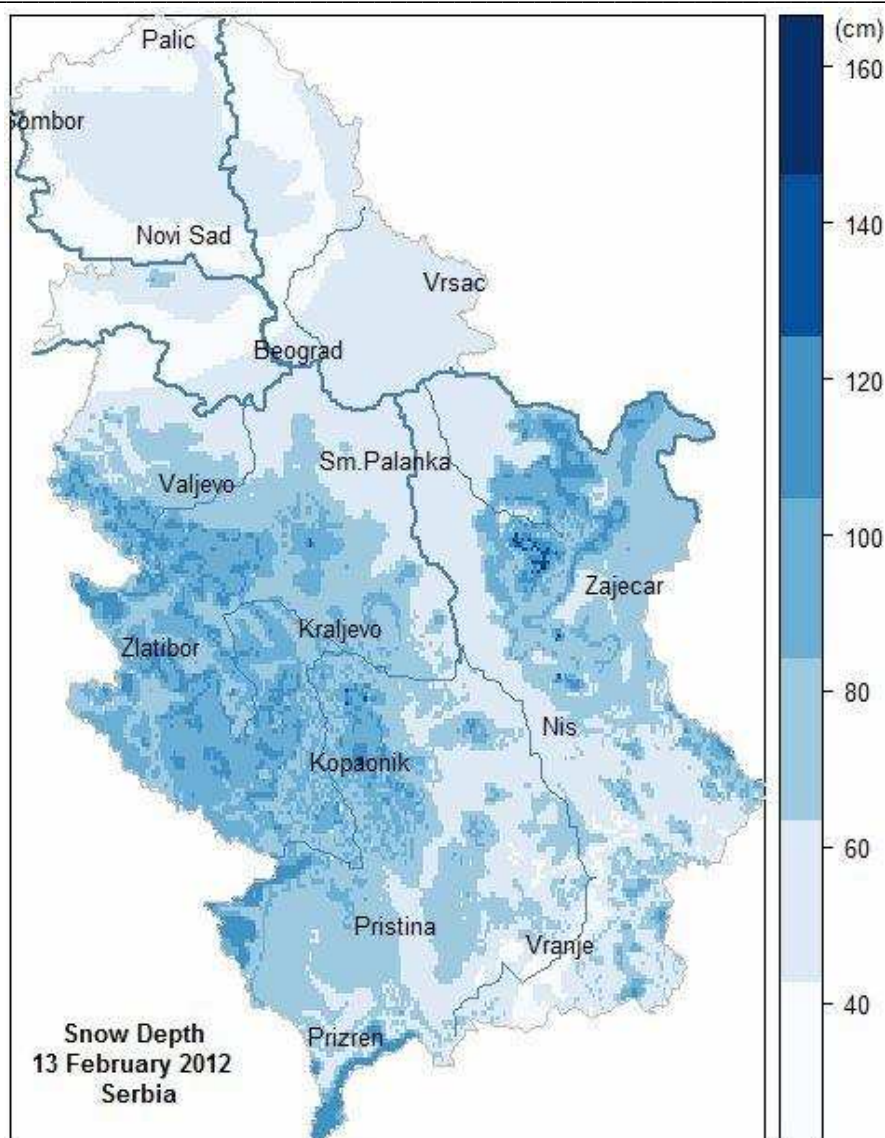 Palic
(cm)
160
Sombor
140
Novi Sad
Vrsac
Beograd
120
Sm.Palanka
Valjevo
100
Zajecar
Kraljevo
Zlatibor
80
Nis
Kopaonik
60
Pristina
Vranje
40
Prizren
Snow Depth
13 February 2012
Serbia